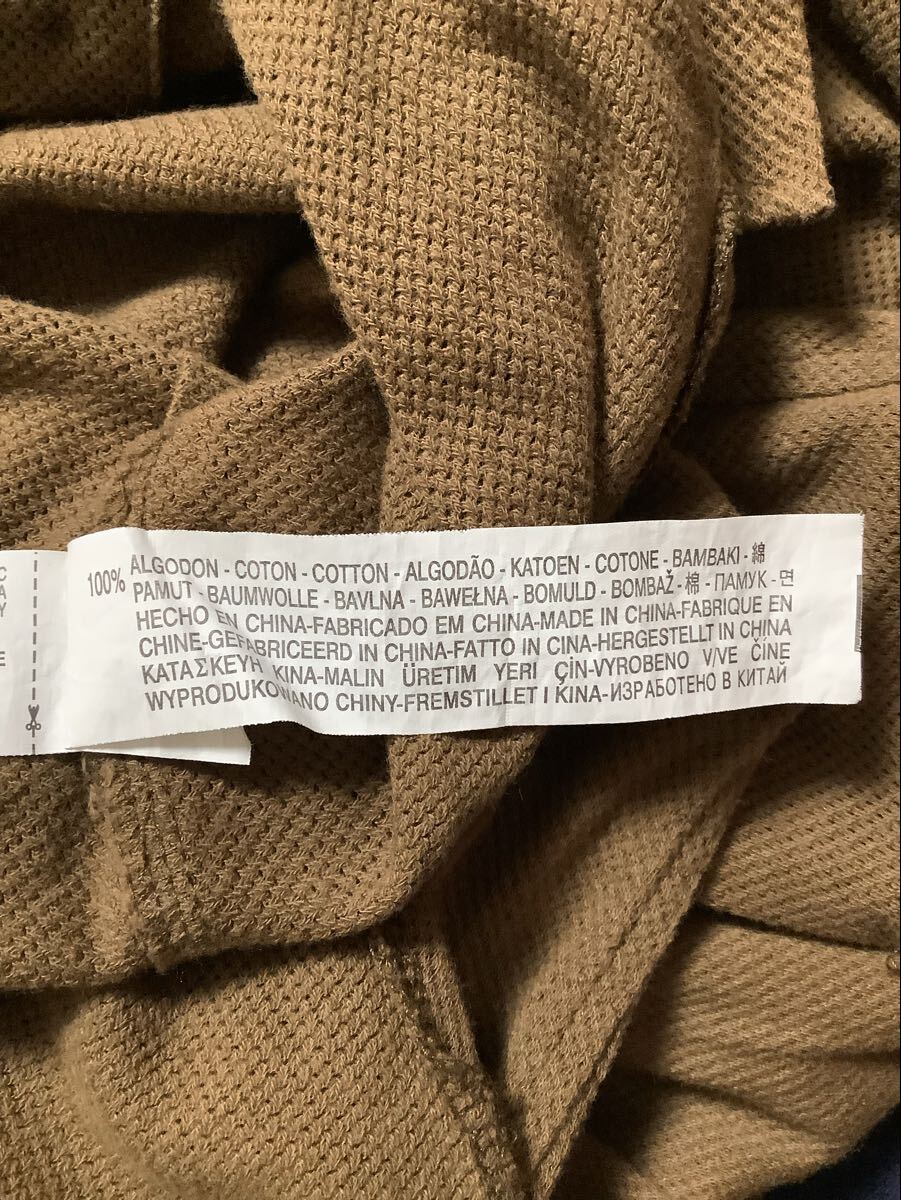 100% ALGODON - COTON - COTTON - ALGODÃO - KATOEN - COTONE - BAMBAKI - 綿
PAMUT - BAUMWOLLE - BAVLNA - BAWEŁNA - BOMULD - BOMBAŽ - 棉 - ПАМУК - 면
HECHO EN CHINA-FABRICADO EM CHINA-MADE IN CHINA-FABRIQUE EN
CHINE-GEFABRICEERD IN CHINA-FATTO IN CINA-HERGESTELLT IN CHINA
ΚΑΤΑΣΚΕΥΗ KINA-MALIN ÜRETIM YERI ÇIN-VYROBENO V/VE ČÍNE
WYPRODUKOWANO CHINY-FREMSTILLET I KINA-ИЗРАБОТЕНО В КИТАЙ